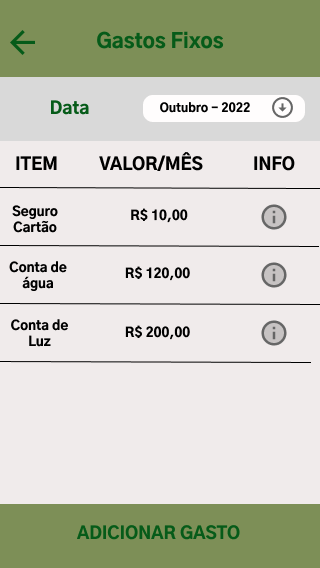 Gastos Fixos
Data
Outubro - 2022
ITEM VALOR/MÊS INFO
Seguro
Cartão
R$ 10,00
Conta de
água
R$ 120,00
Conta de
Luz
R$ 200,00
ADICIONAR GASTO